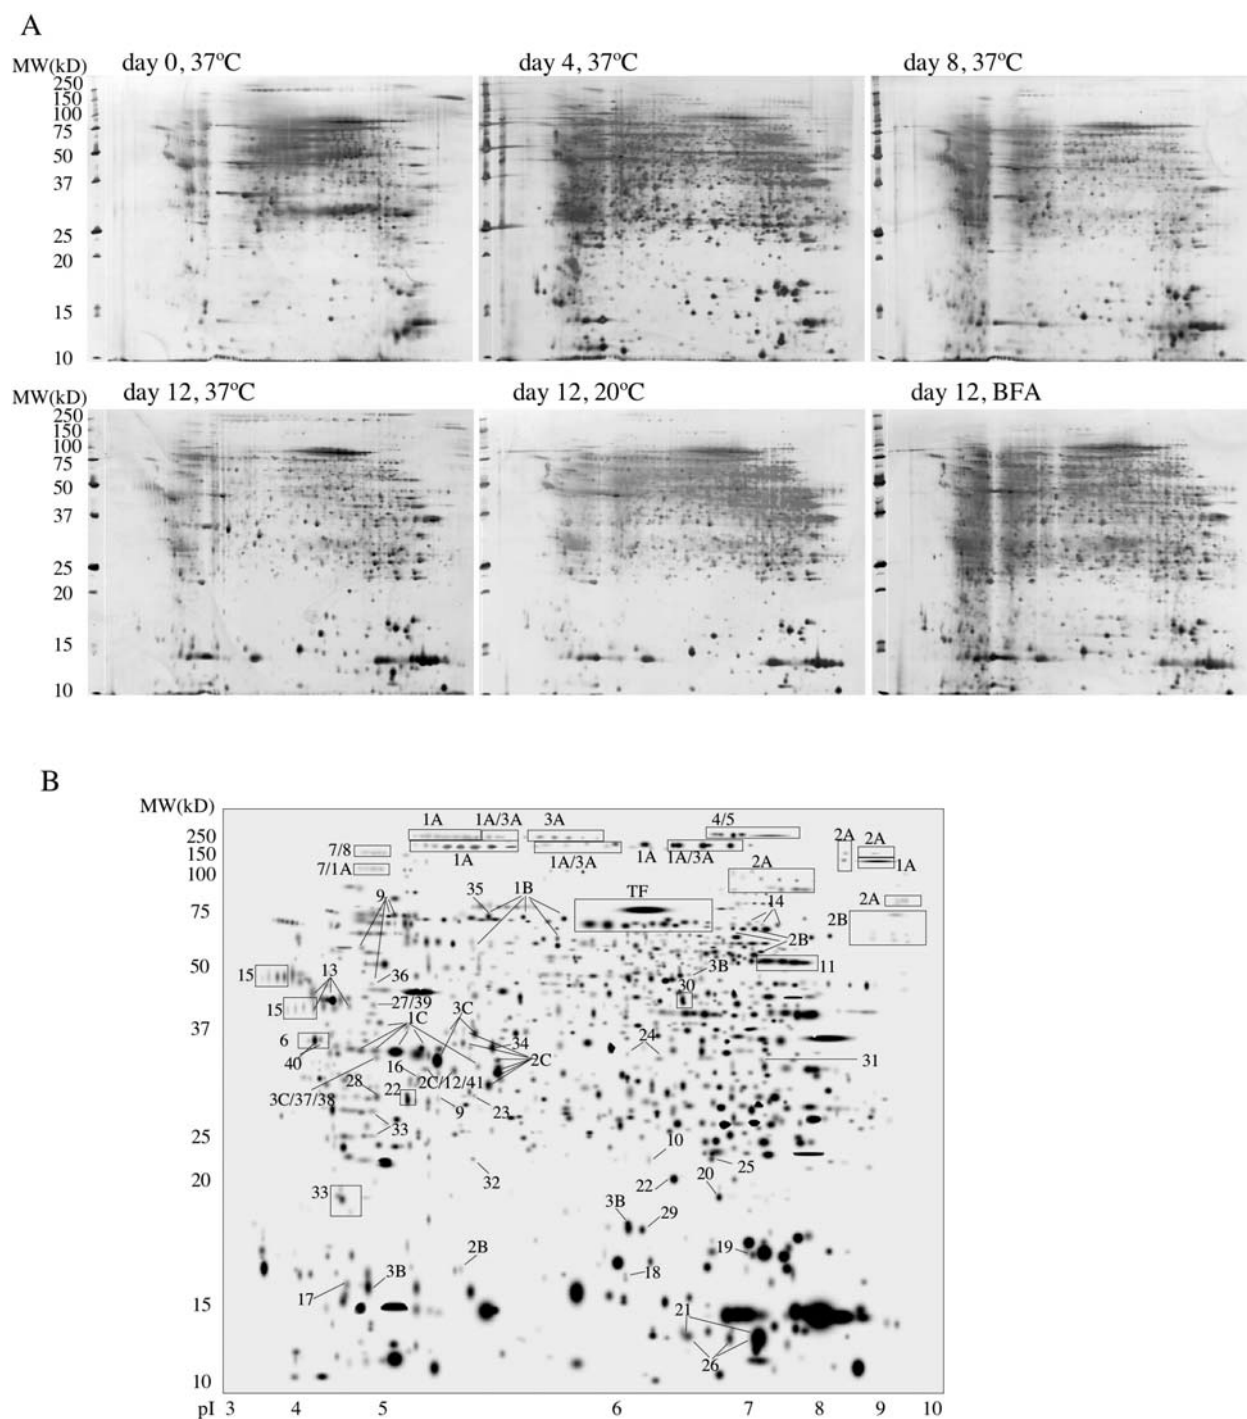 A
day 0, 37ºC
day 4, 37ºC
day 8, 37ºC
MW(kD)
250
150
100
75
50
37
25
20
15
10
MW(kD)
day 12, 37ºC
day 12, 20ºC
day 12, BFA
250
150
100
75
50
37
25
20
15
10
B
MW(kD)
250
150
100
75
50
37
25
20
15
10
1A 1A/3A 3A 4/5
7/8 2A 2A
1A 1A/3A 1A 1A/3A 1A
7/1A 2A
9 35 1B TF 14 2A
2B 2B
15 13 36 3B 11
30
15 27/39
1C 3C
6 34 24
40 2C 31
16
28 22 2C/12/41
3C/37/38 9 23
33
10 25
32 22 20
33
3B 29
19
2B
17 3B 18
21
26
pI 3 4 5 6 7 8 9 10